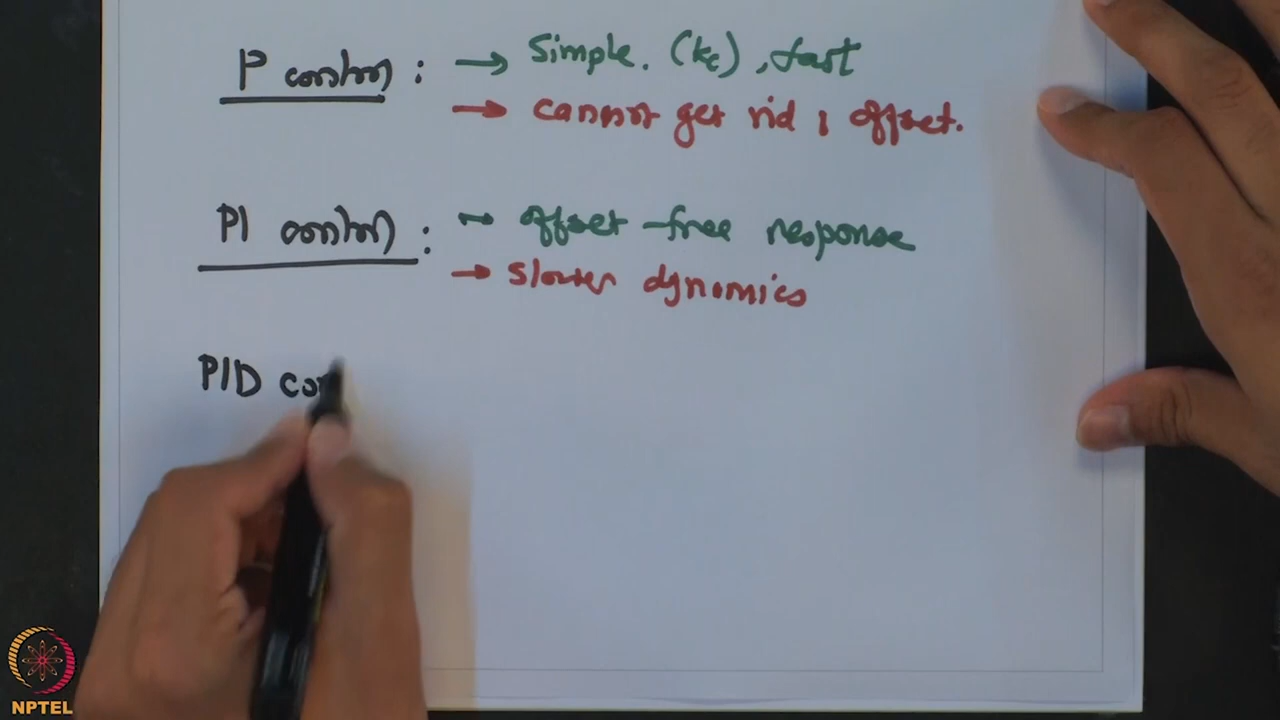 P control : → Simple. (Kc), fast
→ cannot get rid of offset.
PI control : → offset-free response
→ slower dynamics
PID co
NPTEL